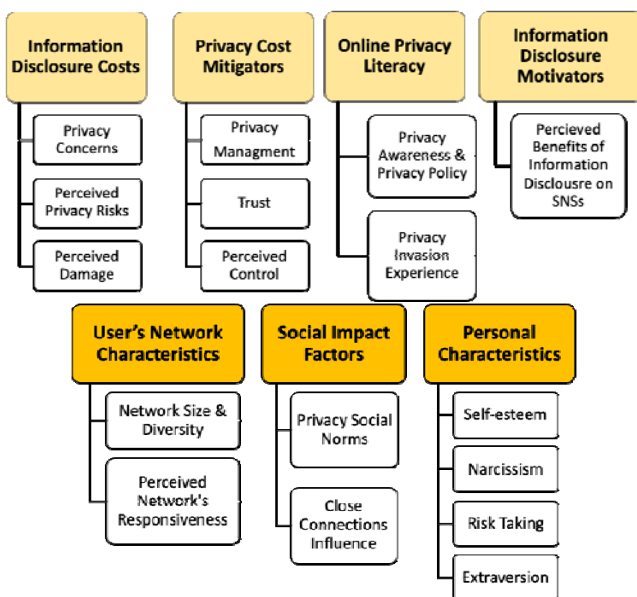 Information
Disclosure Costs
Privacy
Concerns
Perceived
Privacy Risks
Perceived
Damage
Privacy Cost
Mitigators
Privacy
Managment
Trust
Perceived
Control
Online Privacy
Literacy
Privacy
Awareness &
Privacy Policy
Privacy
Invasion
Experience
Information
Disclosure
Motivators
Percieved
Benefits of
Information
Disclousre on
SNSs
User's Network
Characteristics
Network Size &
Diversity
Perceived
Network's
Responsiveness
Social Impact
Factors
Privacy Social
Norms
Close
Connections
Influence
Personal
Characteristics
Self-esteem
Narcissism
Risk Taking
Extraversion